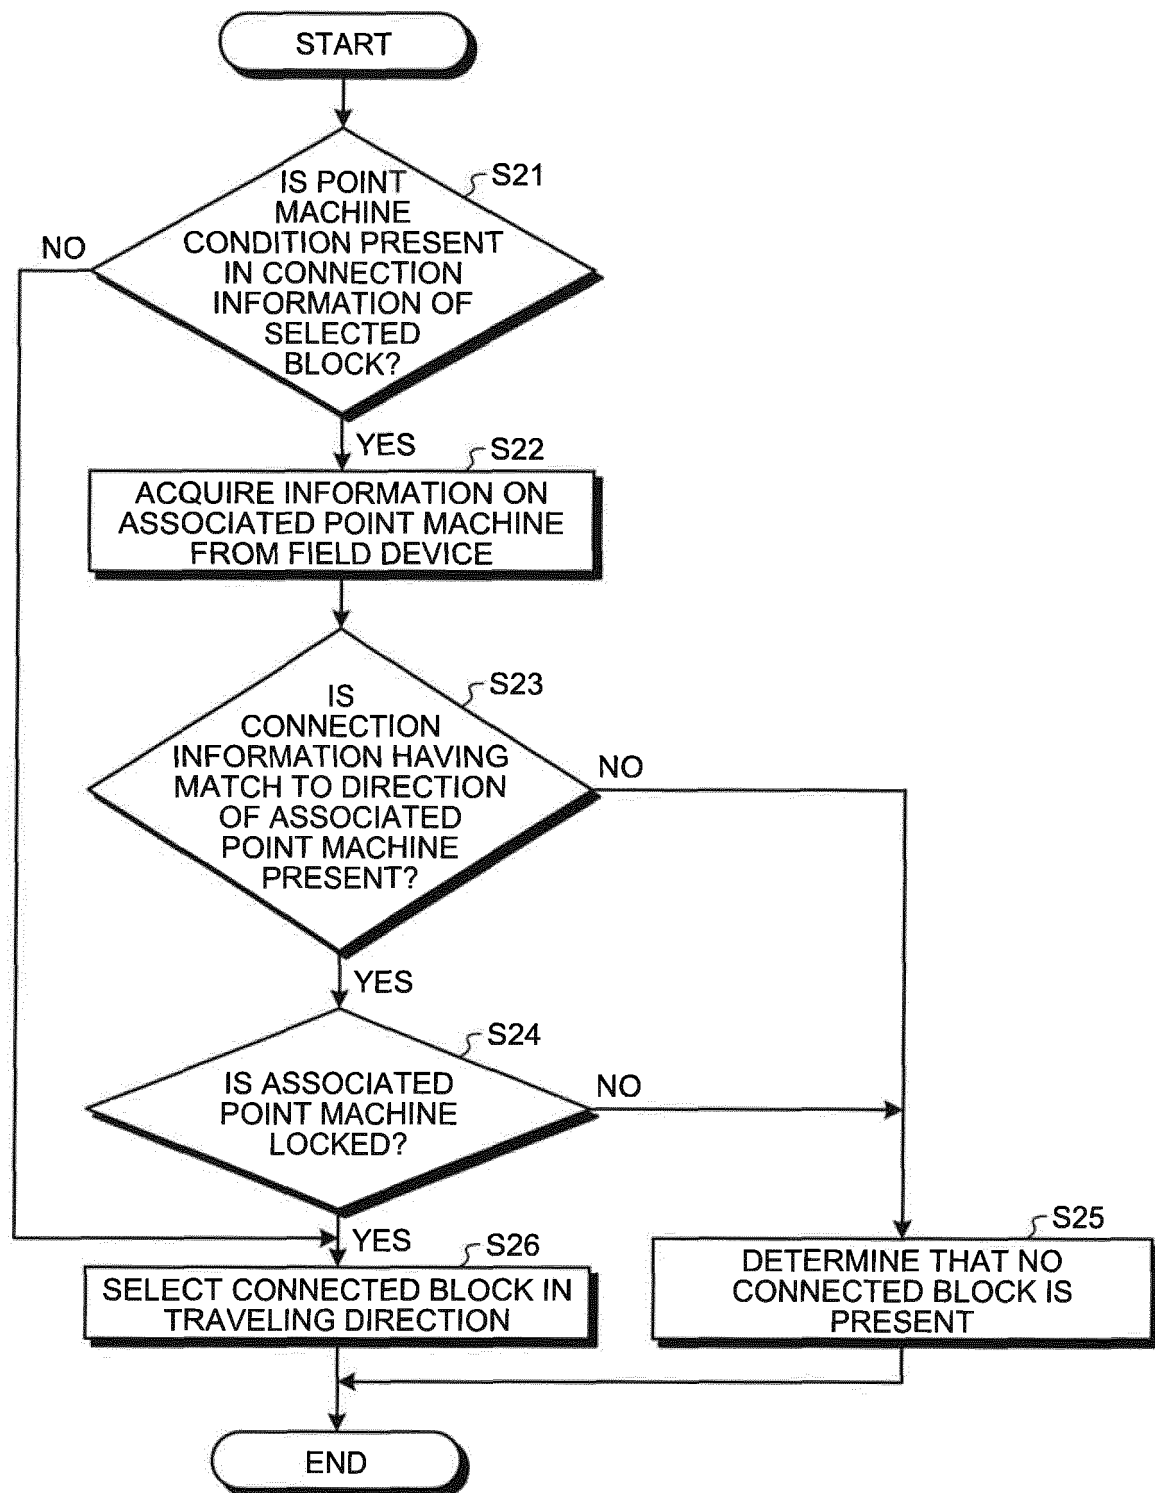 START
S21
IS POINT
MACHINE
CONDITION PRESENT
IN CONNECTION
INFORMATION OF
SELECTED
BLOCK?
NO
YES
S22
ACQUIRE INFORMATION ON
ASSOCIATED POINT MACHINE
FROM FIELD DEVICE
S23
IS
CONNECTION
INFORMATION HAVING
MATCH TO DIRECTION
OF ASSOCIATED
POINT MACHINE
PRESENT?
NO
YES
S24
IS ASSOCIATED
POINT MACHINE
LOCKED?
NO
YES
S26
SELECT CONNECTED BLOCK IN
TRAVELING DIRECTION
S25
DETERMINE THAT NO
CONNECTED BLOCK IS
PRESENT
END